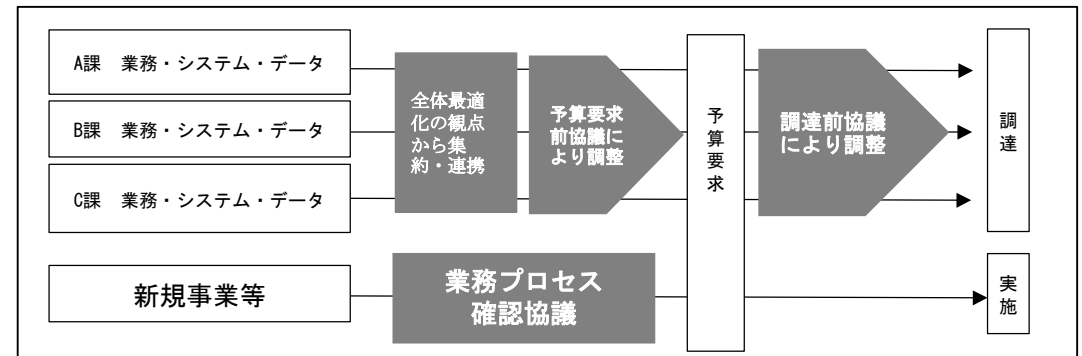 A課　業務・システム・データ
B課　業務・システム・データ
C課　業務・システム・データ
全体最適
化の観点
から集
約・連携
予算要求
前協議に
より調整
予算要求
調達前協議
により調整
調達
新規事業等
業務プロセス
確認協議
実施